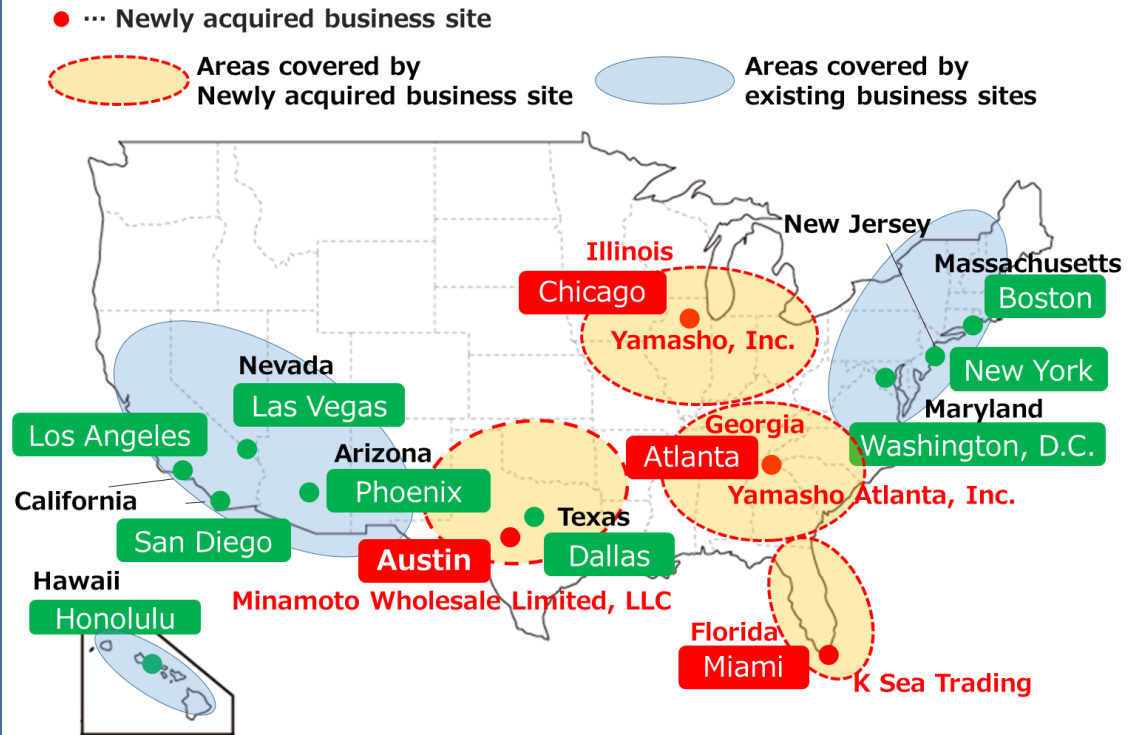 … Newly acquired business site
Areas covered by
Newly acquired business site
Areas covered by
existing business sites
New Jersey
Illinois
Massachusetts
Chicago
Boston
Yamasho, Inc.
Nevada
New York
Las Vegas
Maryland
Georgia
Los Angeles
Washington, D.C.
Arizona
Atlanta
Phoenix
Yamasho Atlanta, Inc.
California
Texas
San Diego
Austin
Dallas
Hawaii
Minamoto Wholesale Limited, LLC
Honolulu
Florida
Miami
K Sea Trading